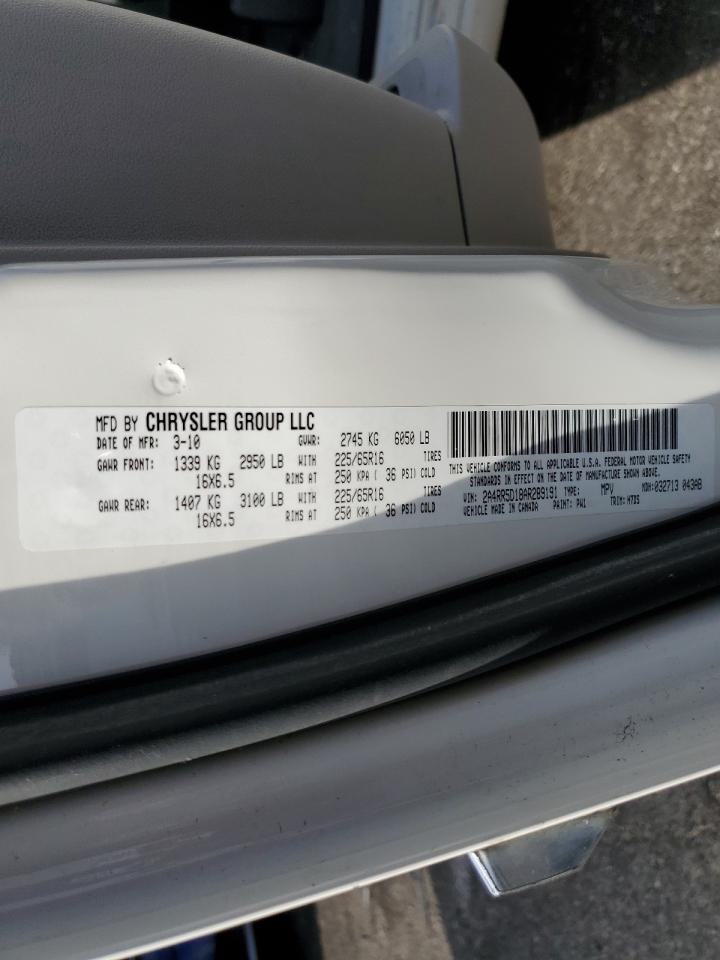 MFD BY CHRYSLER GROUP LLC
DATE OF MFR: 3-10 GVWR: 2745 KG 6050 LB
GAWR FRONT: 1339 KG 2950 LB WITH 225/65R16 TIRES
16X6.5 RIMS AT 250 KPA ( 36 PSI) COLD
GAWR REAR: 1407 KG 3100 LB WITH 225/65R16 TIRES
16X6.5 RIMS AT 250 KPA ( 36 PSI) COLD
THIS VEHICLE CONFORMS TO ALL APPLICABLE U.S.A. FEDERAL MOTOR VEHICLE SAFETY
STANDARDS IN EFFECT ON THE DATE OF MANUFACTURE SHOWN ABOVE.
VIN: 2A4RR5D18AR289191 TYPE: MPV MDH:032713 043AB
VEHICLE MADE IN CANADA PAINT: PW1 TRIM: H7DS